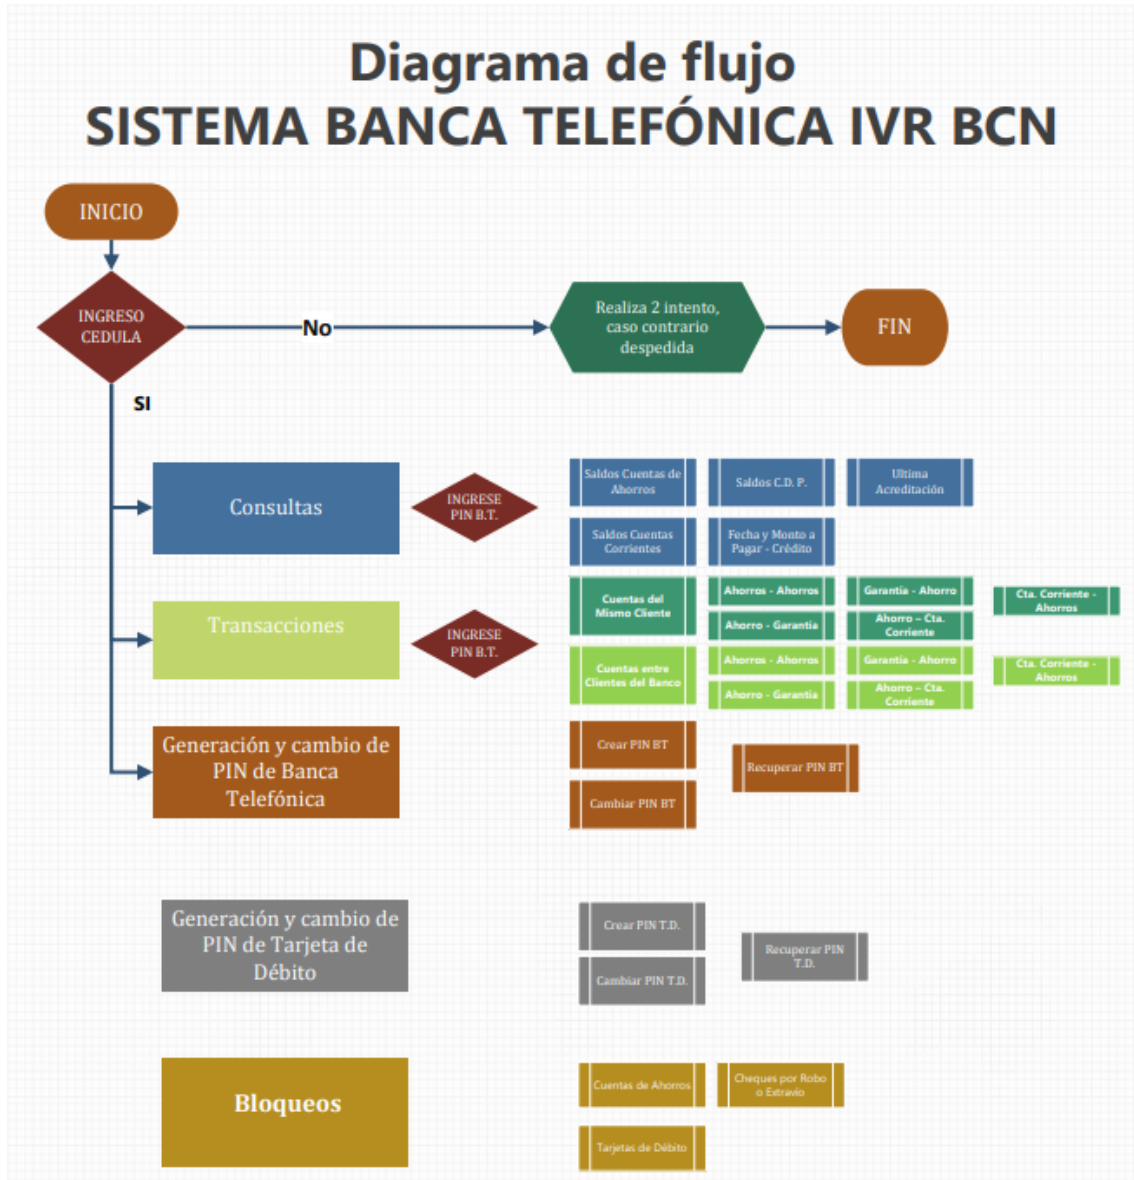 Diagrama de flujo
SISTEMA BANCA TELEFÓNICA IVR BCN
INICIO
INGRESO
CEDULA
No
Realiza 2 intento,
caso contrario
despedida
FIN
SI
Consultas
INGRESE
PIN B.T.
Saldos Cuentas de
Ahorros
Saldos C.D. P.
Ultima
Acreditación
Saldos Cuentas
Corrientes
Fecha y Monto a
Pagar - Crédito
Transacciones
INGRESE
PIN B.T.
Cuentas del
Mismo Cliente
Ahorros - Ahorros
Garantía - Ahorro
Cta. Corriente -
Ahorros
Ahorro - Garantía
Ahorro – Cta.
Corriente
Cuentas entre
Clientes del Banco
Ahorros - Ahorros
Garantía - Ahorro
Cta. Corriente -
Ahorros
Ahorro - Garantía
Ahorro – Cta.
Corriente
Generación y cambio de
PIN de Banca
Telefónica
Crear PIN BT
Recuperar PIN BT
Cambiar PIN BT
Generación y cambio de
PIN de Tarjeta de
Débito
Crear PIN T.D.
Recuperar PIN
T.D.
Cambiar PIN T.D.
Bloqueos
Cuentas de Ahorros
Cheques por Robo
o Extravío
Tarjetas de Débito